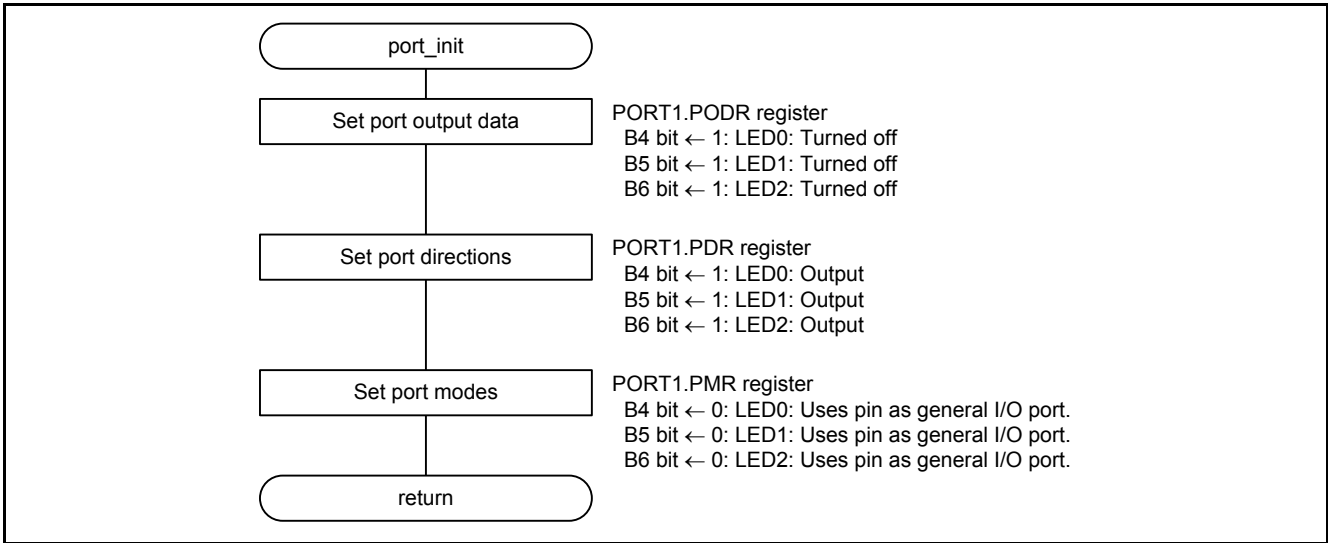 port_init
Set port output data
PORT1.PODR register
B4 bit ← 1: LED0: Turned off
B5 bit ← 1: LED1: Turned off
B6 bit ← 1: LED2: Turned off
Set port directions
PORT1.PDR register
B4 bit ← 1: LED0: Output
B5 bit ← 1: LED1: Output
B6 bit ← 1: LED2: Output
Set port modes
PORT1.PMR register
B4 bit ← 0: LED0: Uses pin as general I/O port.
B5 bit ← 0: LED1: Uses pin as general I/O port.
B6 bit ← 0: LED2: Uses pin as general I/O port.
return